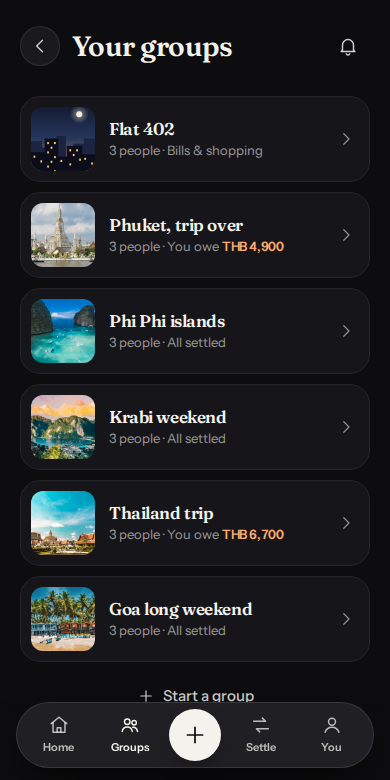 Your groups
Flat 402
3 people · Bills & shopping
Phuket, trip over
3 people · You owe THB 4,900
Phi Phi islands
3 people · All settled
Krabi weekend
3 people · All settled
Thailand trip
3 people · You owe THB 6,700
Goa long weekend
3 people · All settled
+ Start a group
Home Groups + Settle You